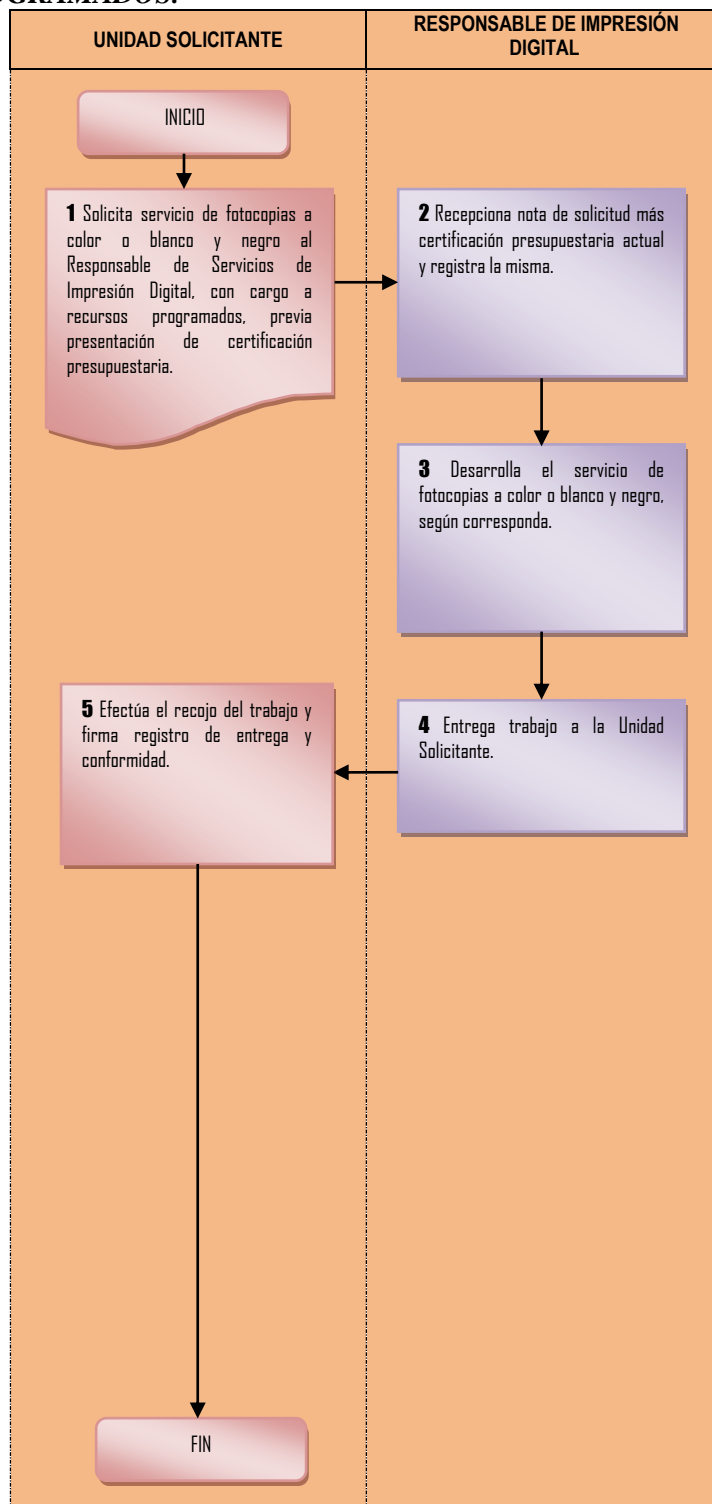 OGRAMADOS.
UNIDAD SOLICITANTE
RESPONSABLE DE IMPRESIÓN
DIGITAL
INICIO
1 Solicita servicio de fotocopias a
color o blanco y negro al
Responsable de Servicios de
Impresión Digital, con cargo a
recursos programados, previa
presentación de certificación
presupuestaria.
2 Recepciona nota de solicitud más
certificación presupuestaria actual
y registra la misma.
3 Desarrolla el servicio de
fotocopias a color o blanco y negro,
según corresponda.
4 Entrega trabajo a la Unidad
Solicitante.
5 Efectúa el recojo del trabajo y
firma registro de entrega y
conformidad.
FIN